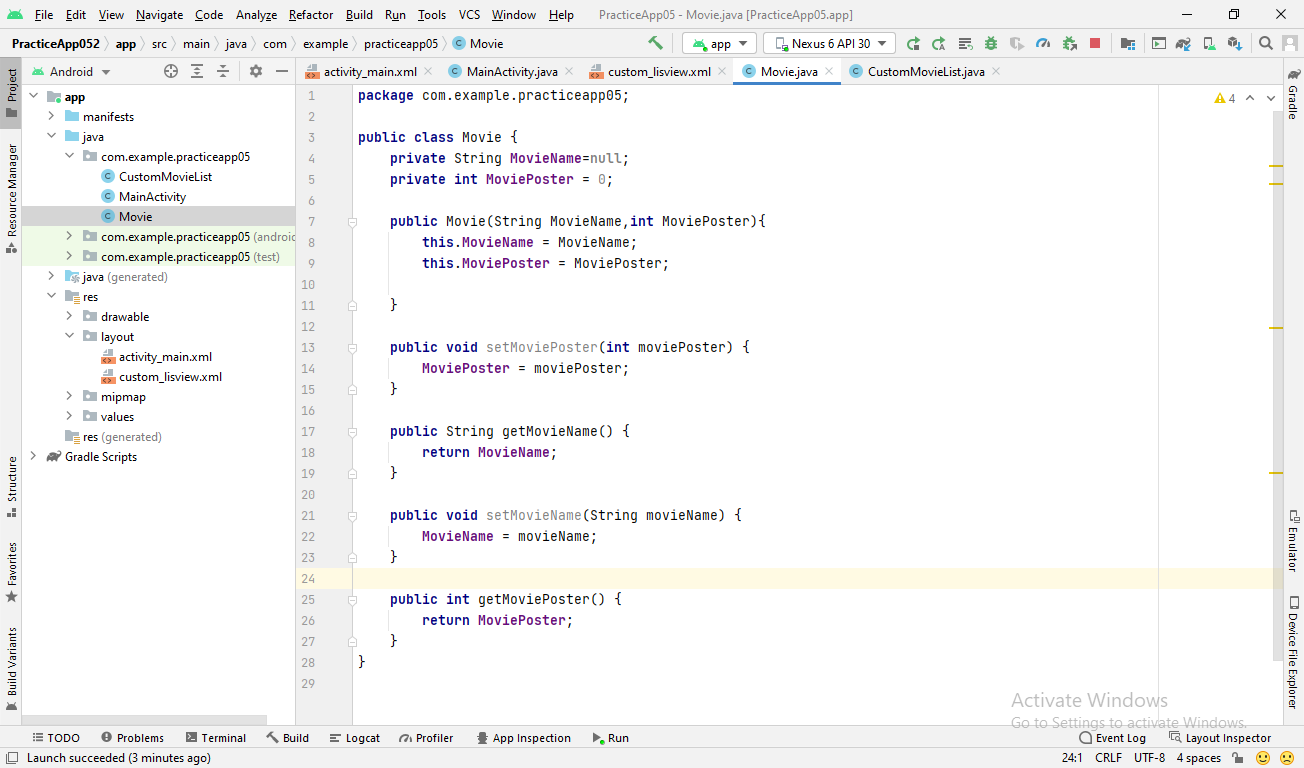 File Edit View Navigate Code Analyze Refactor Build Run Tools VCS Window Help PracticeApp05 - Movie.java [PracticeApp05.app]
PracticeApp052 app src main java com example practiceapp05 Movie app Nexus 6 API 30
Project
Resource Manager
Structure
Favorites
Build Variants
Android
app
manifests
java
com.example.practiceapp05
CustomMovieList
MainActivity
Movie
com.example.practiceapp05 (androi
com.example.practiceapp05 (test)
java (generated)
res
drawable
layout
activity_main.xml
custom_lisview.xml
mipmap
values
res (generated)
Gradle Scripts
activity_main.xml MainActivity.java custom_lisview.xml Movie.java CustomMovieList.java
4
1 package com.example.practiceapp05;
2
3 public class Movie {
4 private String MovieName=null;
5 private int MoviePoster = 0;
6
7 public Movie(String MovieName,int MoviePoster){
8 this.MovieName = MovieName;
9 this.MoviePoster = MoviePoster;
10
11 }
12
13 public void setMoviePoster(int moviePoster) {
14 MoviePoster = moviePoster;
15 }
16
17 public String getMovieName() {
18 return MovieName;
19 }
20
21 public void setMovieName(String movieName) {
22 MovieName = movieName;
23 }
24
25 public int getMoviePoster() {
26 return MoviePoster;
27 }
28 }
29
Gradle
Emulator
Device File Explorer
Activate Windows
Go to Settings to activate Windows.
TODO Problems Terminal Build Logcat Profiler App Inspection Run Event Log Layout Inspector
Launch succeeded (3 minutes ago) 24:1 CRLF UTF-8 4 spaces